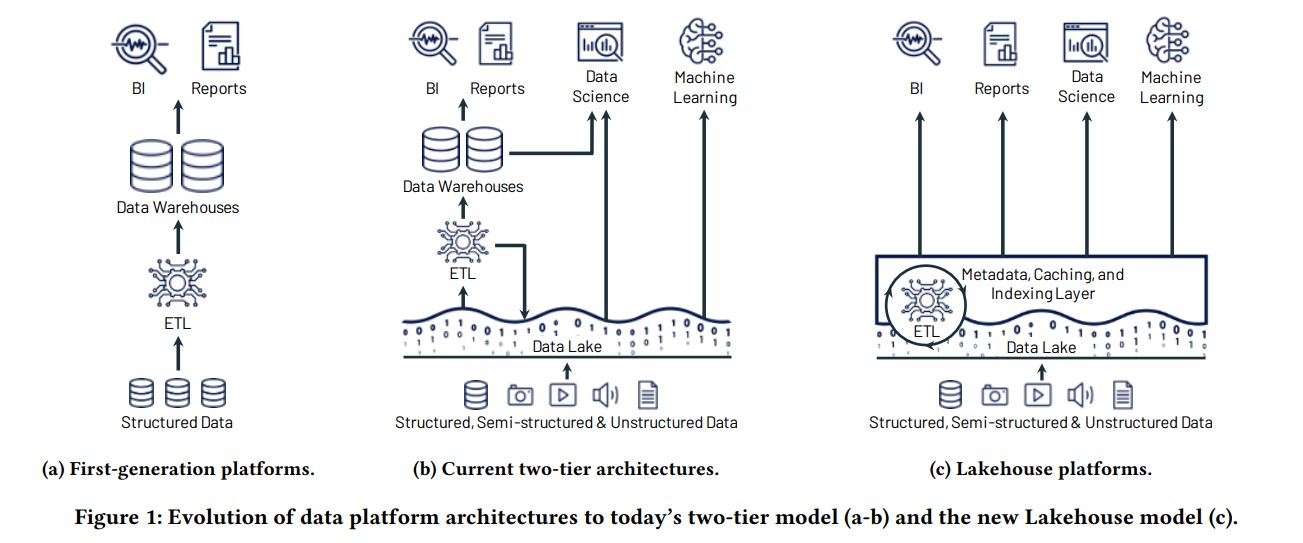 BI
Reports
Data Warehouses
ETL
Structured Data
(a) First-generation platforms.
BI
Reports
Data
Science
Machine
Learning
Data Warehouses
ETL
Data Lake
Structured, Semi-structured & Unstructured Data
(b) Current two-tier architectures.
BI
Reports
Data
Science
Machine
Learning
Metadata, Caching, and
Indexing Layer
ETL
Data Lake
Structured, Semi-structured & Unstructured Data
(c) Lakehouse platforms.
Figure 1: Evolution of data platform architectures to today's two-tier model (a-b) and the new Lakehouse model (c).